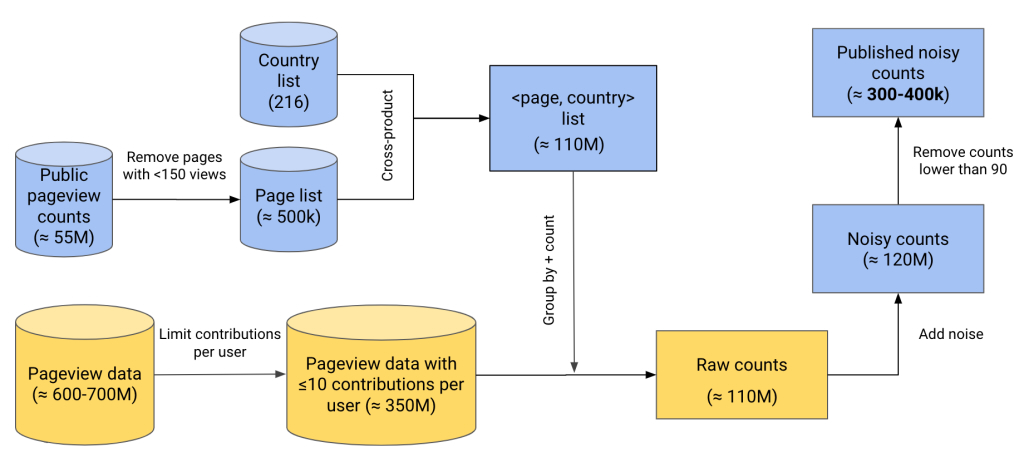 Country
list
(216)
Public
pageview
counts
(≈ 55M)
Remove pages
with <150 views
Page list
(≈ 500k)
Cross-product
<page, country>
list
(≈ 110M)
Group by + count
Pageview data
(≈ 600-700M)
Limit contributions
per user
Pageview data with
≤10 contributions per
user (≈ 350M)
Raw counts
(≈ 110M)
Add noise
Noisy counts
(≈ 120M)
Remove counts
lower than 90
Published noisy
counts
(≈ 300-400k)